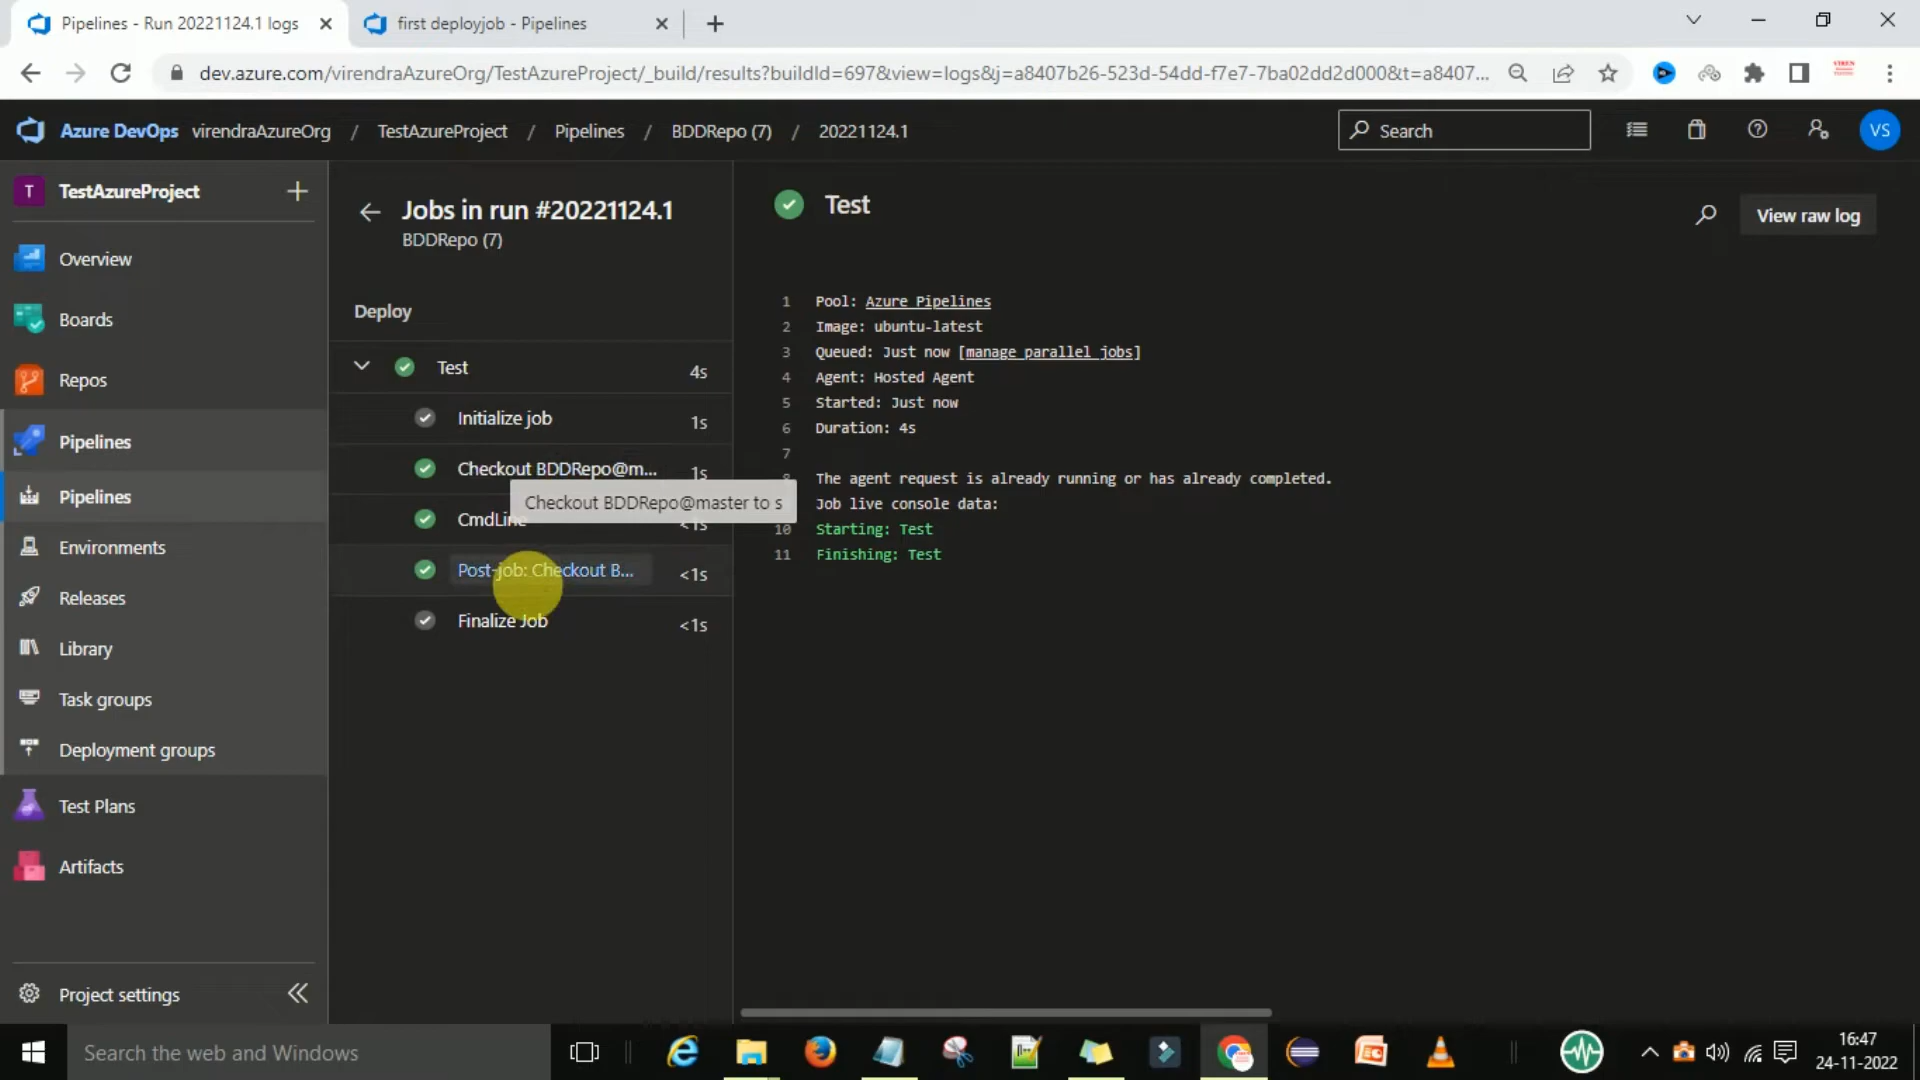 Pipelines - Run 20221124.1 logs
first deployjob - Pipelines
dev.azure.com/virendraAzureOrg/TestAzureProject/_build/results?buildId=697&view=logs&j=a8407b26-523d-54dd-f7e7-7ba02dd2d000&t=a8407...
Azure DevOps virendraAzureOrg / TestAzureProject / Pipelines / BDDRepo (7) / 20221124.1
Search
VS
T TestAzureProject
Overview
Boards
Repos
Pipelines
Pipelines
Environments
Releases
Library
Task groups
Deployment groups
Test Plans
Artifacts
Project settings
Jobs in run #20221124.1
BDDRepo (7)
Deploy
Test 4s
Initialize job 1s
Checkout BDDRepo@m... 1s
Checkout BDDRepo@master to s
CmdLine <1s
Post-job: Checkout B... <1s
Finalize Job <1s
Test
View raw log
1 Pool: Azure Pipelines
2 Image: ubuntu-latest
3 Queued: Just now [manage parallel jobs]
4 Agent: Hosted Agent
5 Started: Just now
6 Duration: 4s
7
8 The agent request is already running or has already completed.
Job live console data:
10 Starting: Test
11 Finishing: Test
Search the web and Windows
16:47
24-11-2022